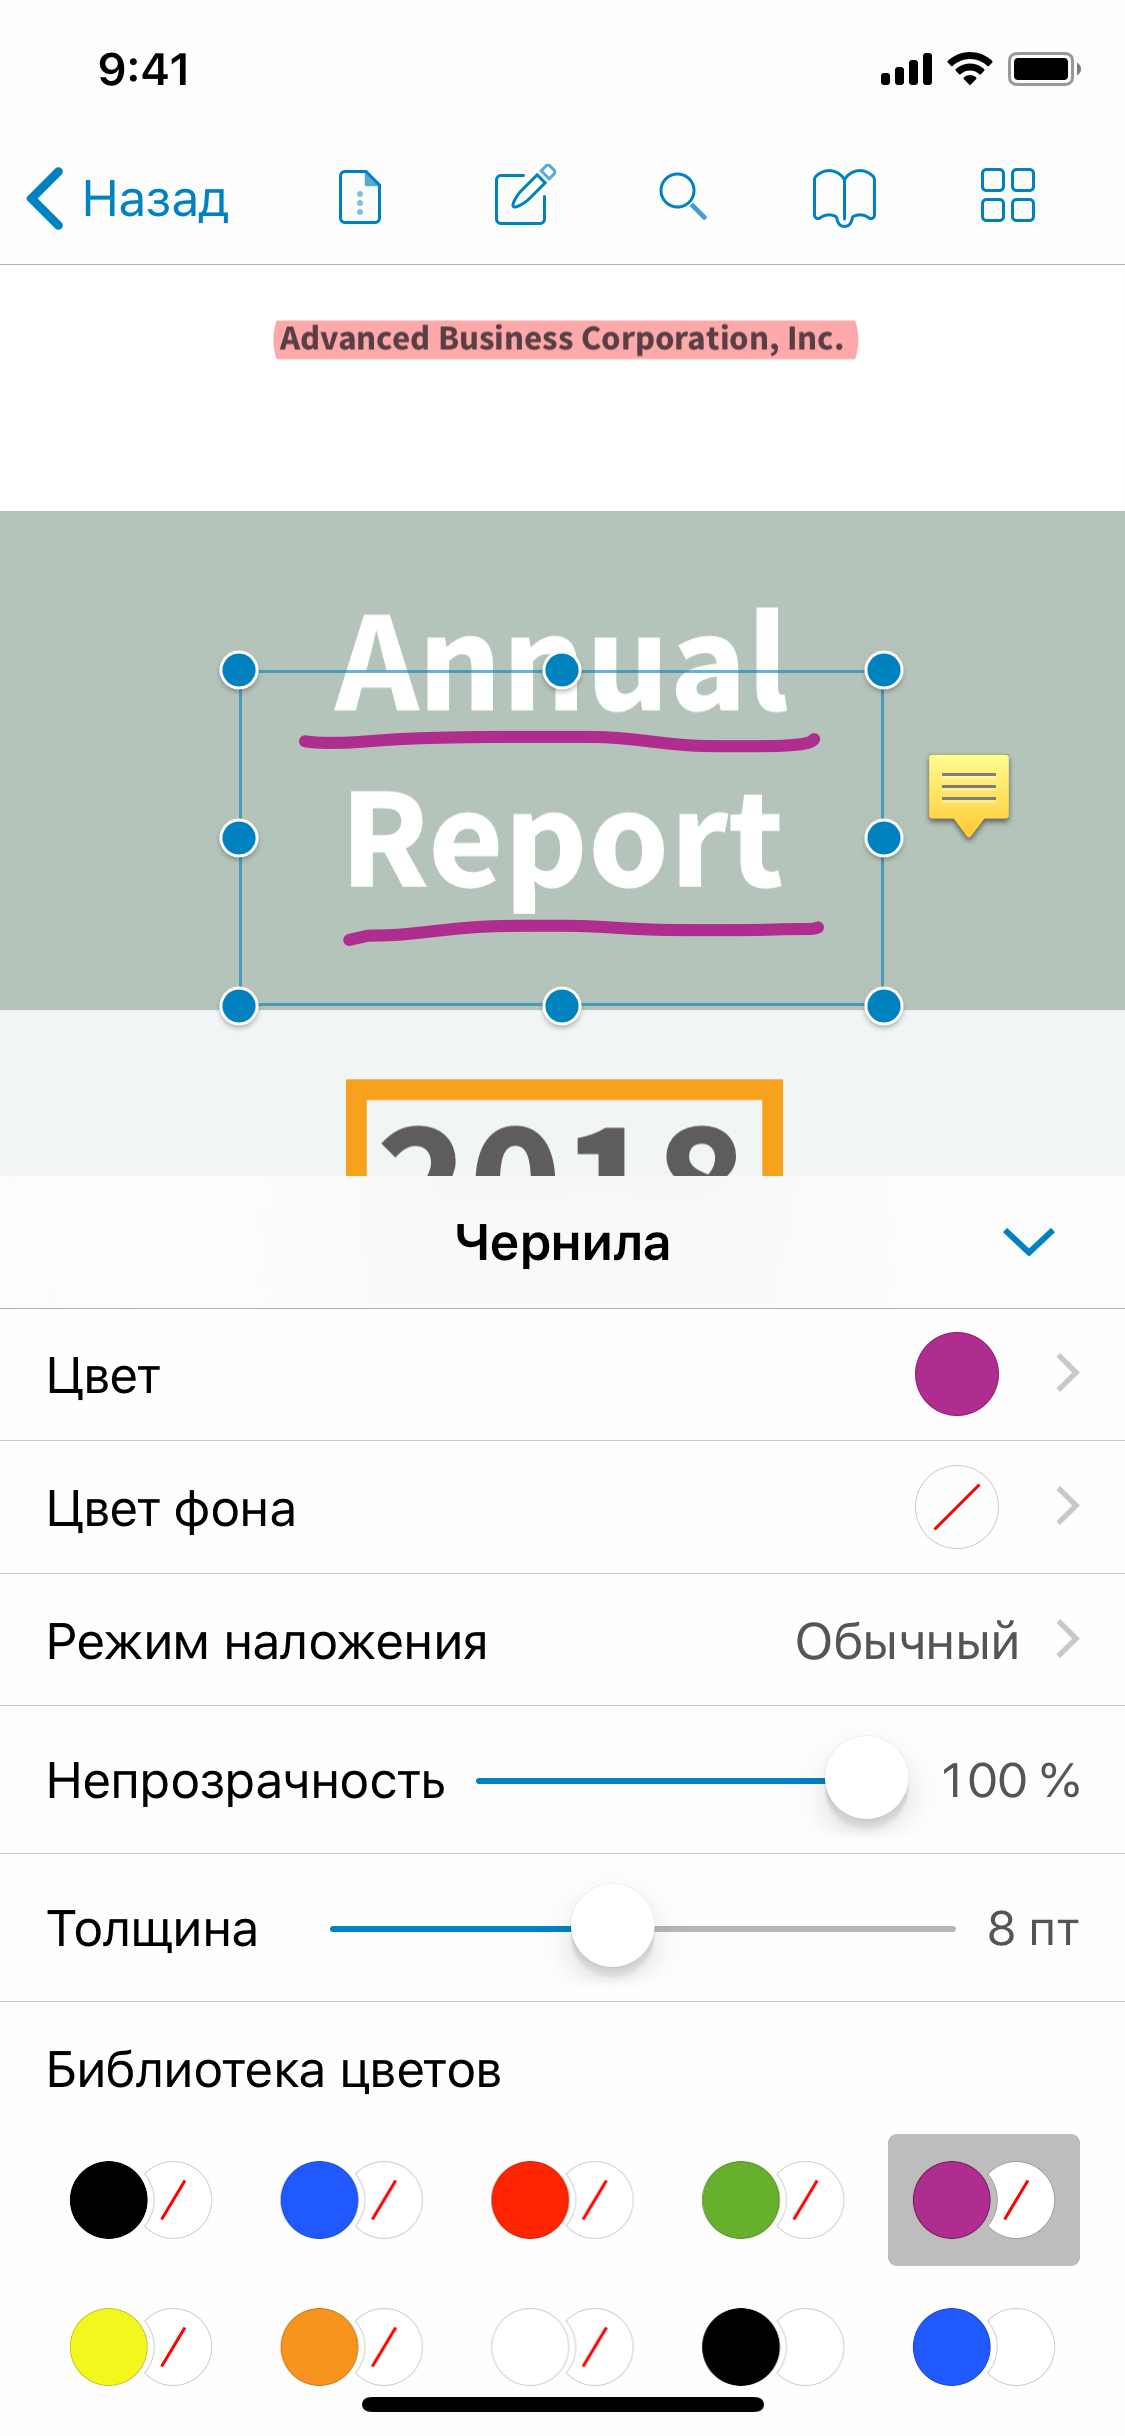 9:41
Назад
Advanced Business Corporation, Inc.
Annual
Report
2018
Чернила
Цвет
Цвет фона
Режим наложения Обычный
Непрозрачность 100 %
Толщина 8 пт
Библиотека цветов